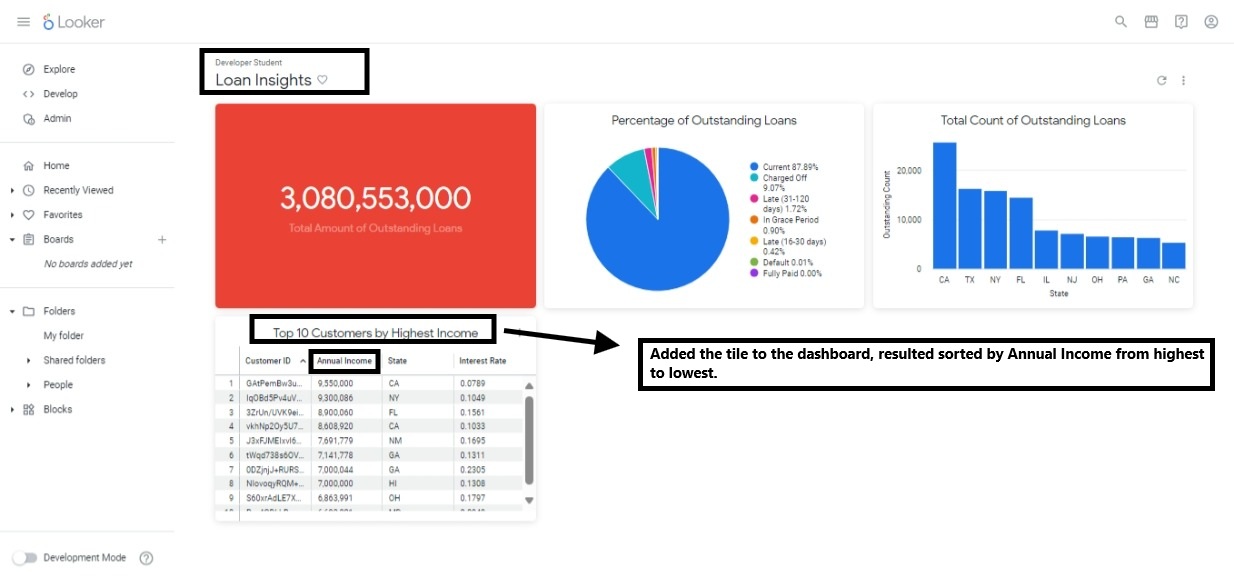 Looker
Explore
Develop
Admin
Home
Recently Viewed
Favorites
Boards
No boards added yet
Folders
My folder
Shared folders
People
Blocks
Development Mode
Developer Student
Loan Insights
3,080,553,000
Total Amount of Outstanding Loans
Percentage of Outstanding Loans
Current 87.89%
Charged Off
9.07%
Late (31-120
days) 1.72%
In Grace Period
0.90%
Late (16-30 days)
0.42%
Default 0.01%
Fully Paid 0.00%
Total Count of Outstanding Loans
Outstanding Count
20,000
10,000
0
CA TX NY FL IL NJ OH PA GA NC
State
Top 10 Customers by Highest Income
Customer ID Annual Income State Interest Rate
1 GAtPemBw3u... 9,550,000 CA 0.0789
2 9,300,086 NY 0.1049
3 3ZrUn/UVK9ei... 8,900,060 FL 0.1561
4 vkhNp2Oy5U7... 8,608,920 CA 0.1033
5 7,691,779 NM 0.1695
6 tWqd738s6OV... 7,141,778 GA 0.1311
7 0DZjnjJ+RURS... 7,000,044 GA 0.2305
8 7,000,000 HI 0.1308
9 S60xrAdLE7X... 6,863,991 OH 0.1797
Added the tile to the dashboard, resulted sorted by Annual Income from highest
to lowest.